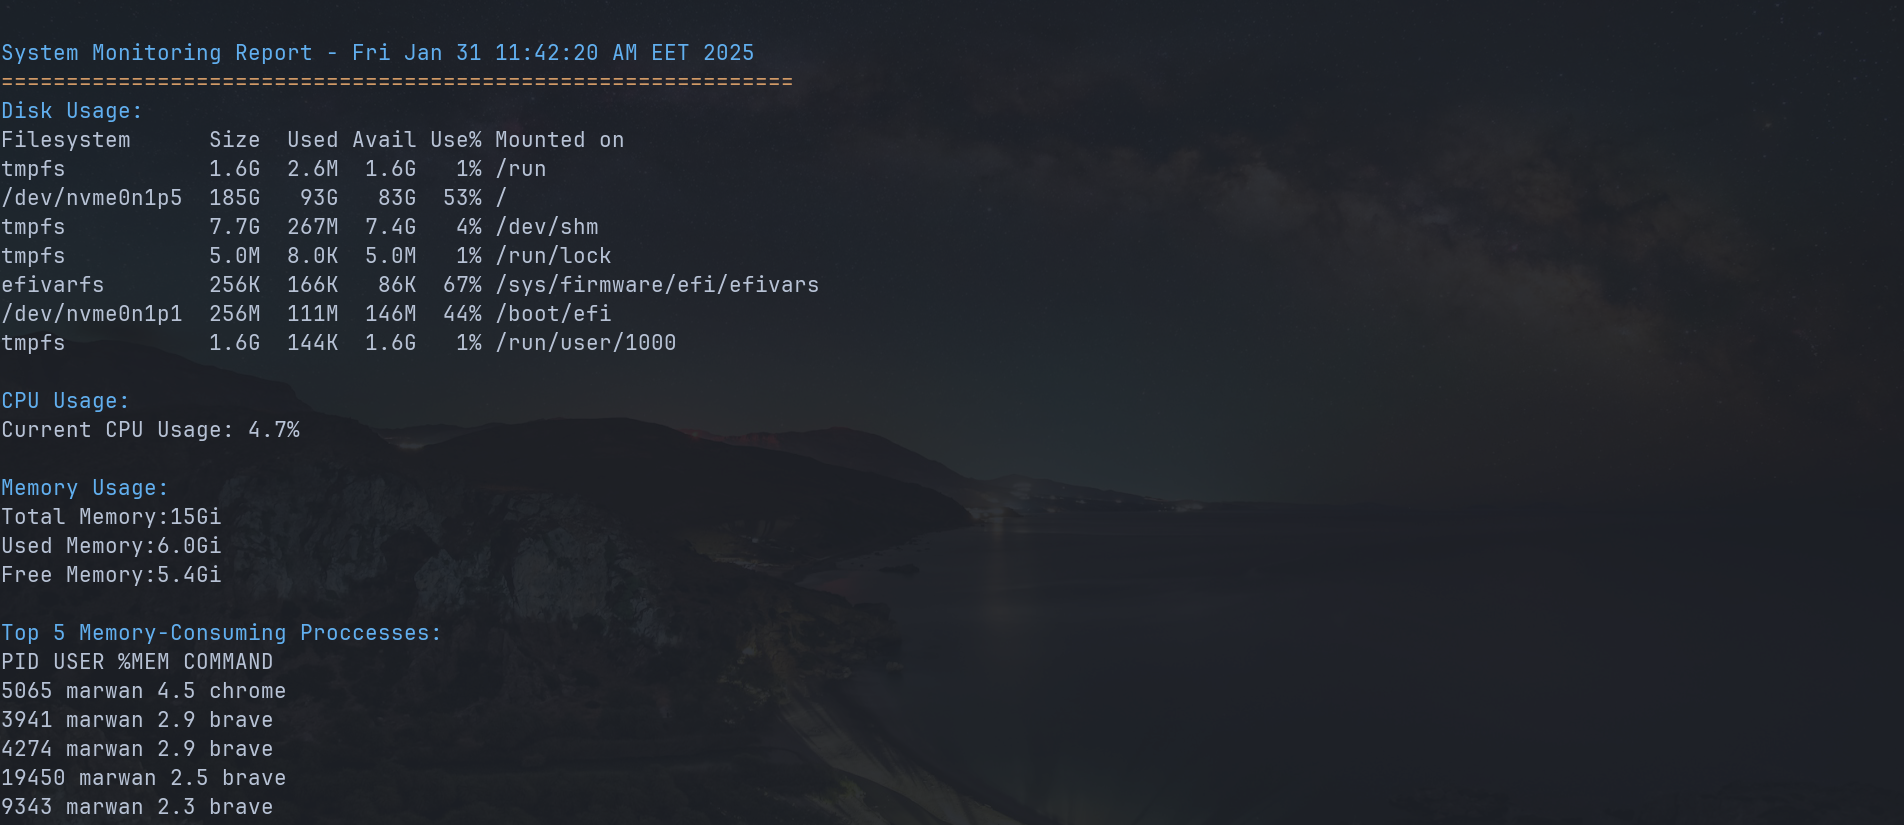 System Monitoring Report - Fri Jan 31 11:42:20 AM EET 2025
=============================================================
Disk Usage:
Filesystem      Size  Used Avail Use% Mounted on
tmpfs           1.6G  2.6M  1.6G   1% /run
/dev/nvme0n1p5  185G   93G   83G  53% /
tmpfs           7.7G  267M  7.4G   4% /dev/shm
tmpfs           5.0M  8.0K  5.0M   1% /run/lock
efivarfs        256K  166K   86K  67% /sys/firmware/efi/efivars
/dev/nvme0n1p1  256M  111M  146M  44% /boot/efi
tmpfs           1.6G  144K  1.6G   1% /run/user/1000

CPU Usage:
Current CPU Usage: 4.7%

Memory Usage:
Total Memory:15Gi
Used Memory:6.0Gi
Free Memory:5.4Gi

Top 5 Memory-Consuming Proccesses:
PID USER %MEM COMMAND
5065 marwan 4.5 chrome
3941 marwan 2.9 brave
4274 marwan 2.9 brave
19450 marwan 2.5 brave
9343 marwan 2.3 brave